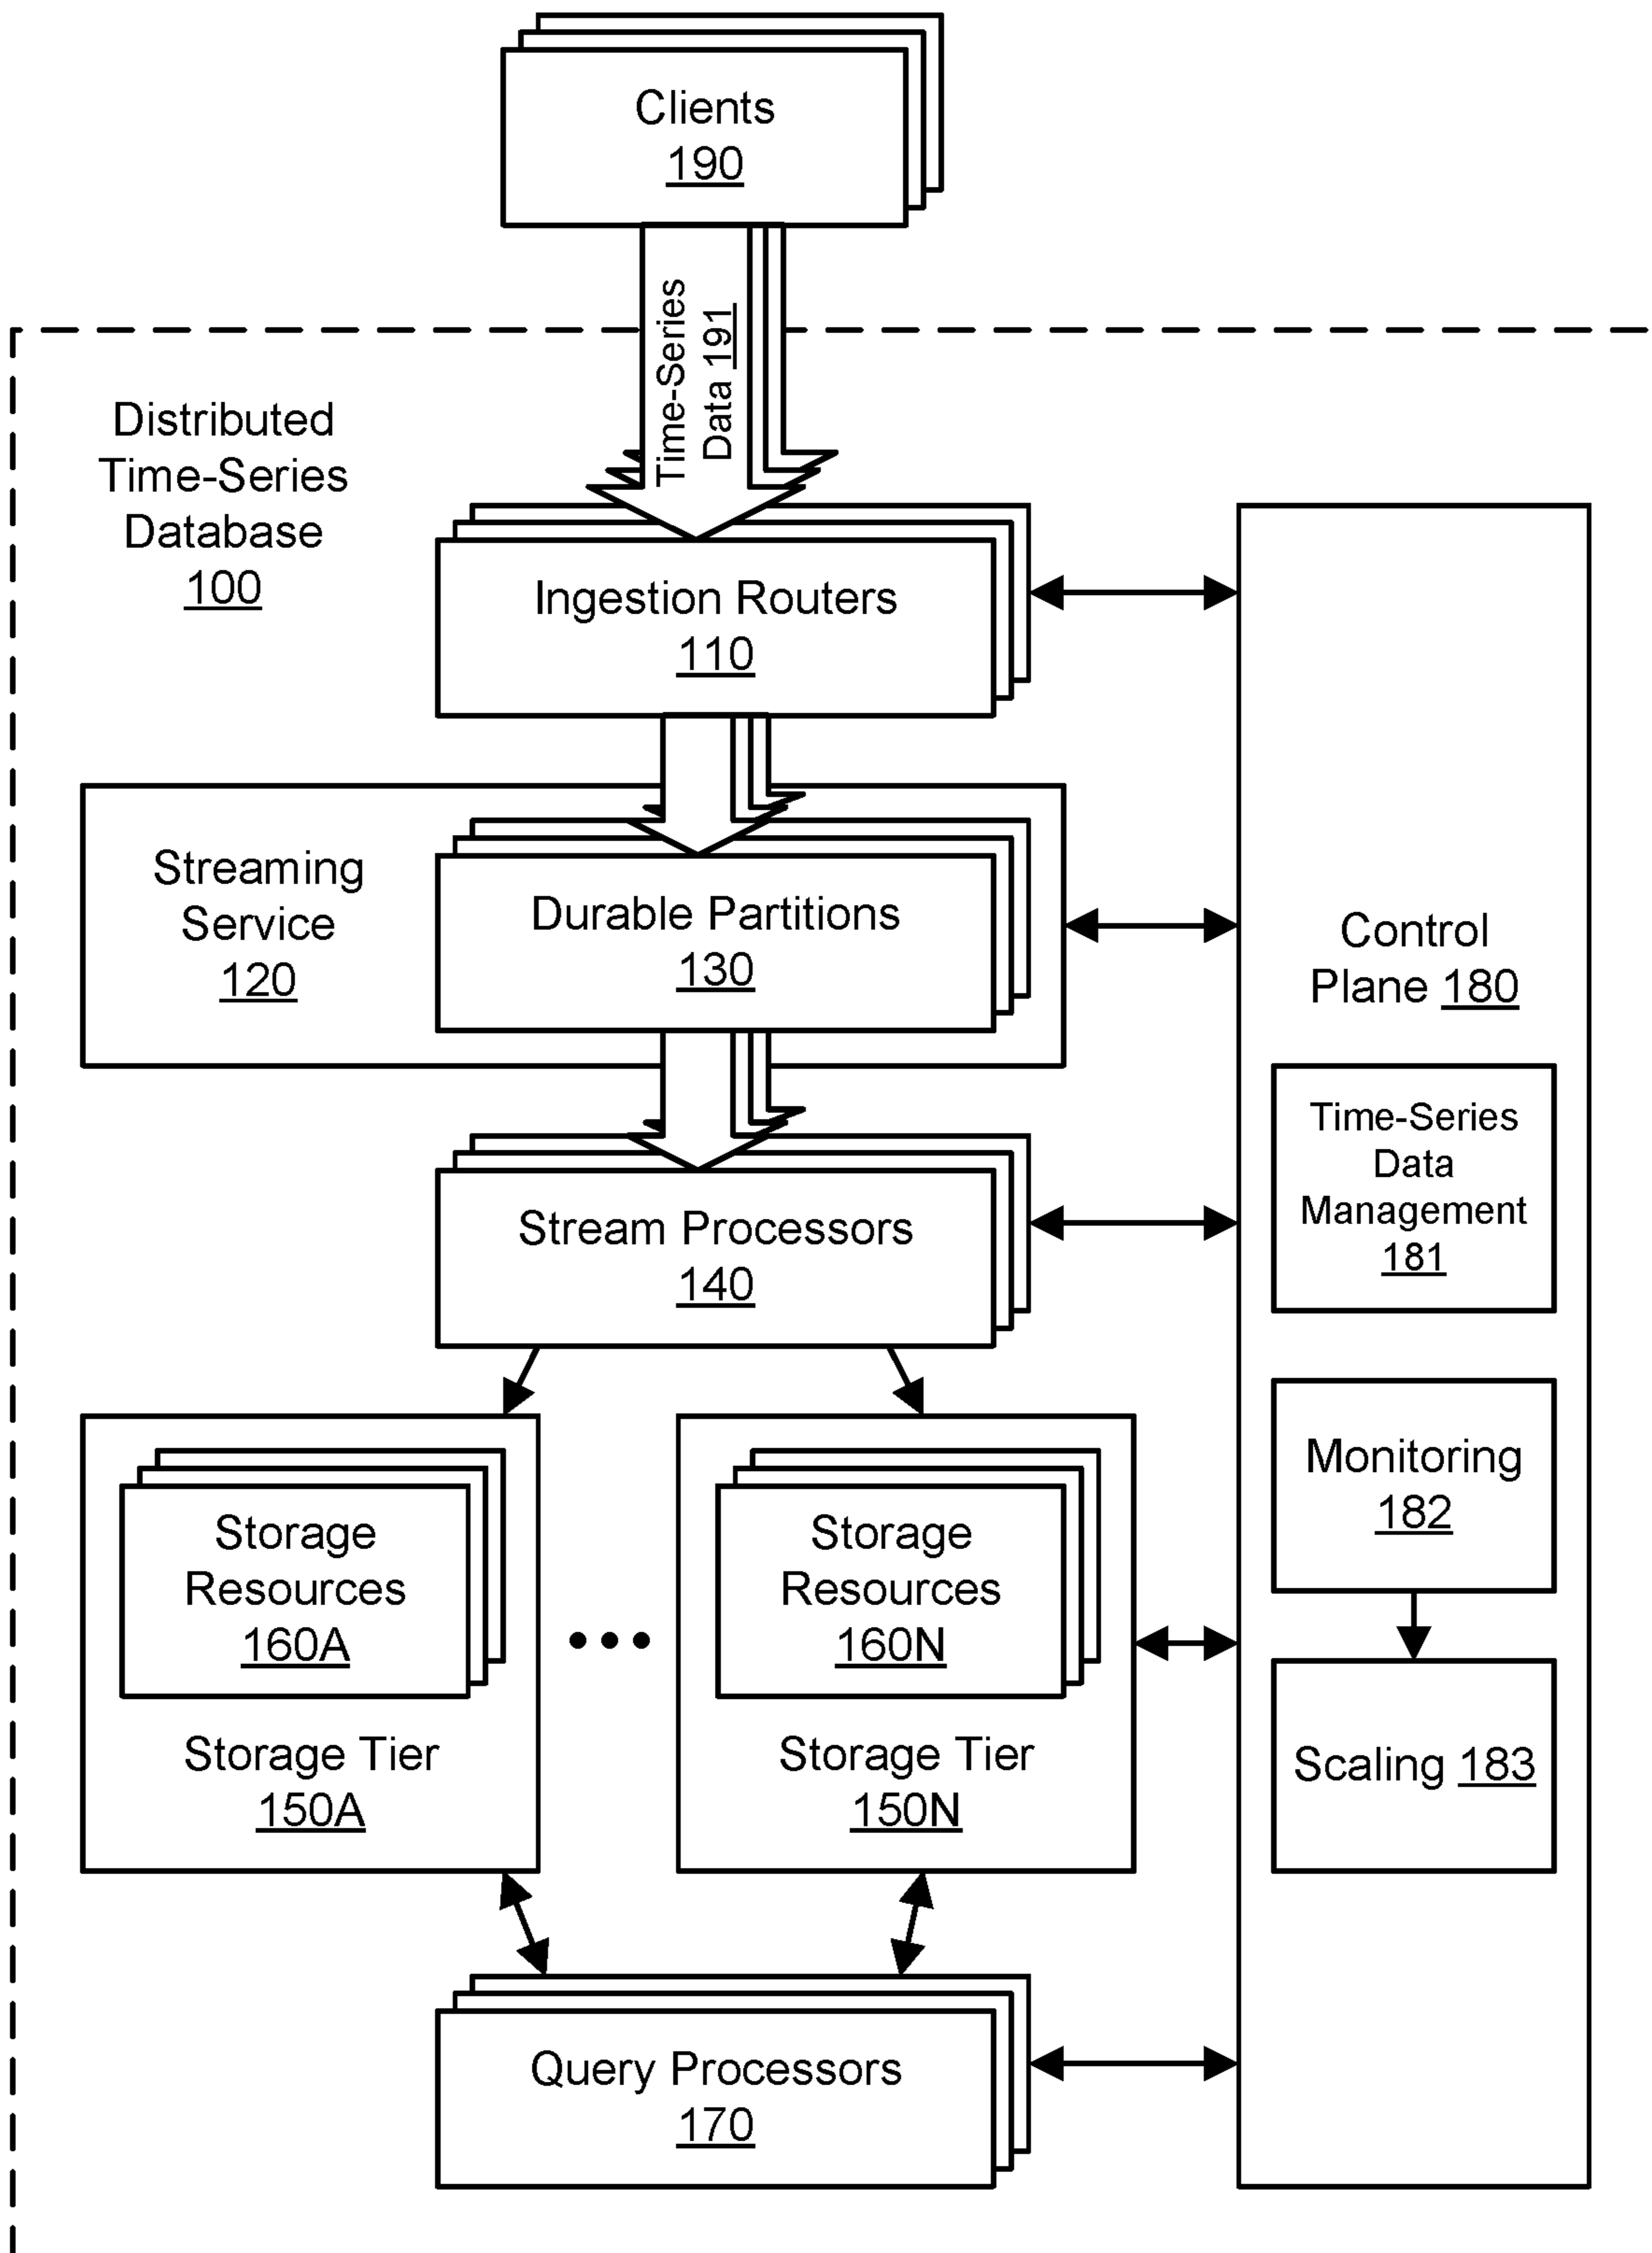 Clients
190
Time-Series
Data 191
Distributed
Time-Series
Database
100
Ingestion Routers
110
Streaming
Service
120
Durable Partitions
130
Control
Plane 180
Time-Series
Data
Management
181
Stream Processors
140
Monitoring
182
Storage
Resources
160A
Storage Tier
150A
Storage
Resources
160N
Storage Tier
150N
Scaling 183
Query Processors
170